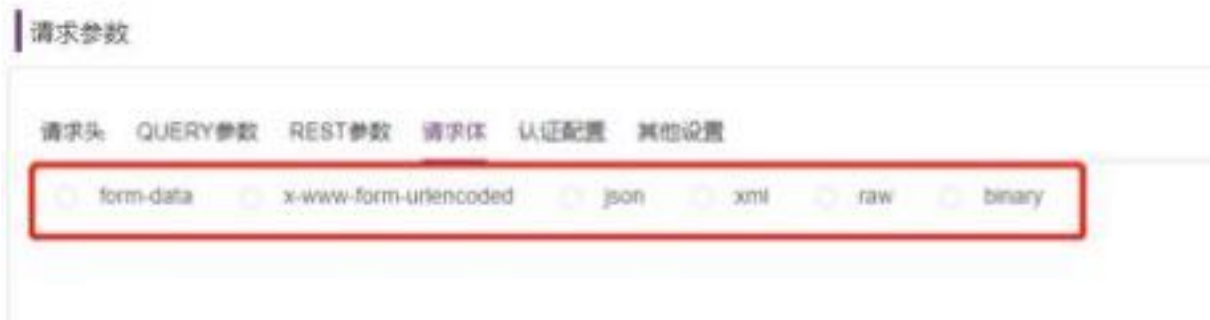 请求参数
请求头 QUERY参数 REST参数 请求体 认证配置 其他设置
form-data x-www-form-urlencoded json xml raw binary